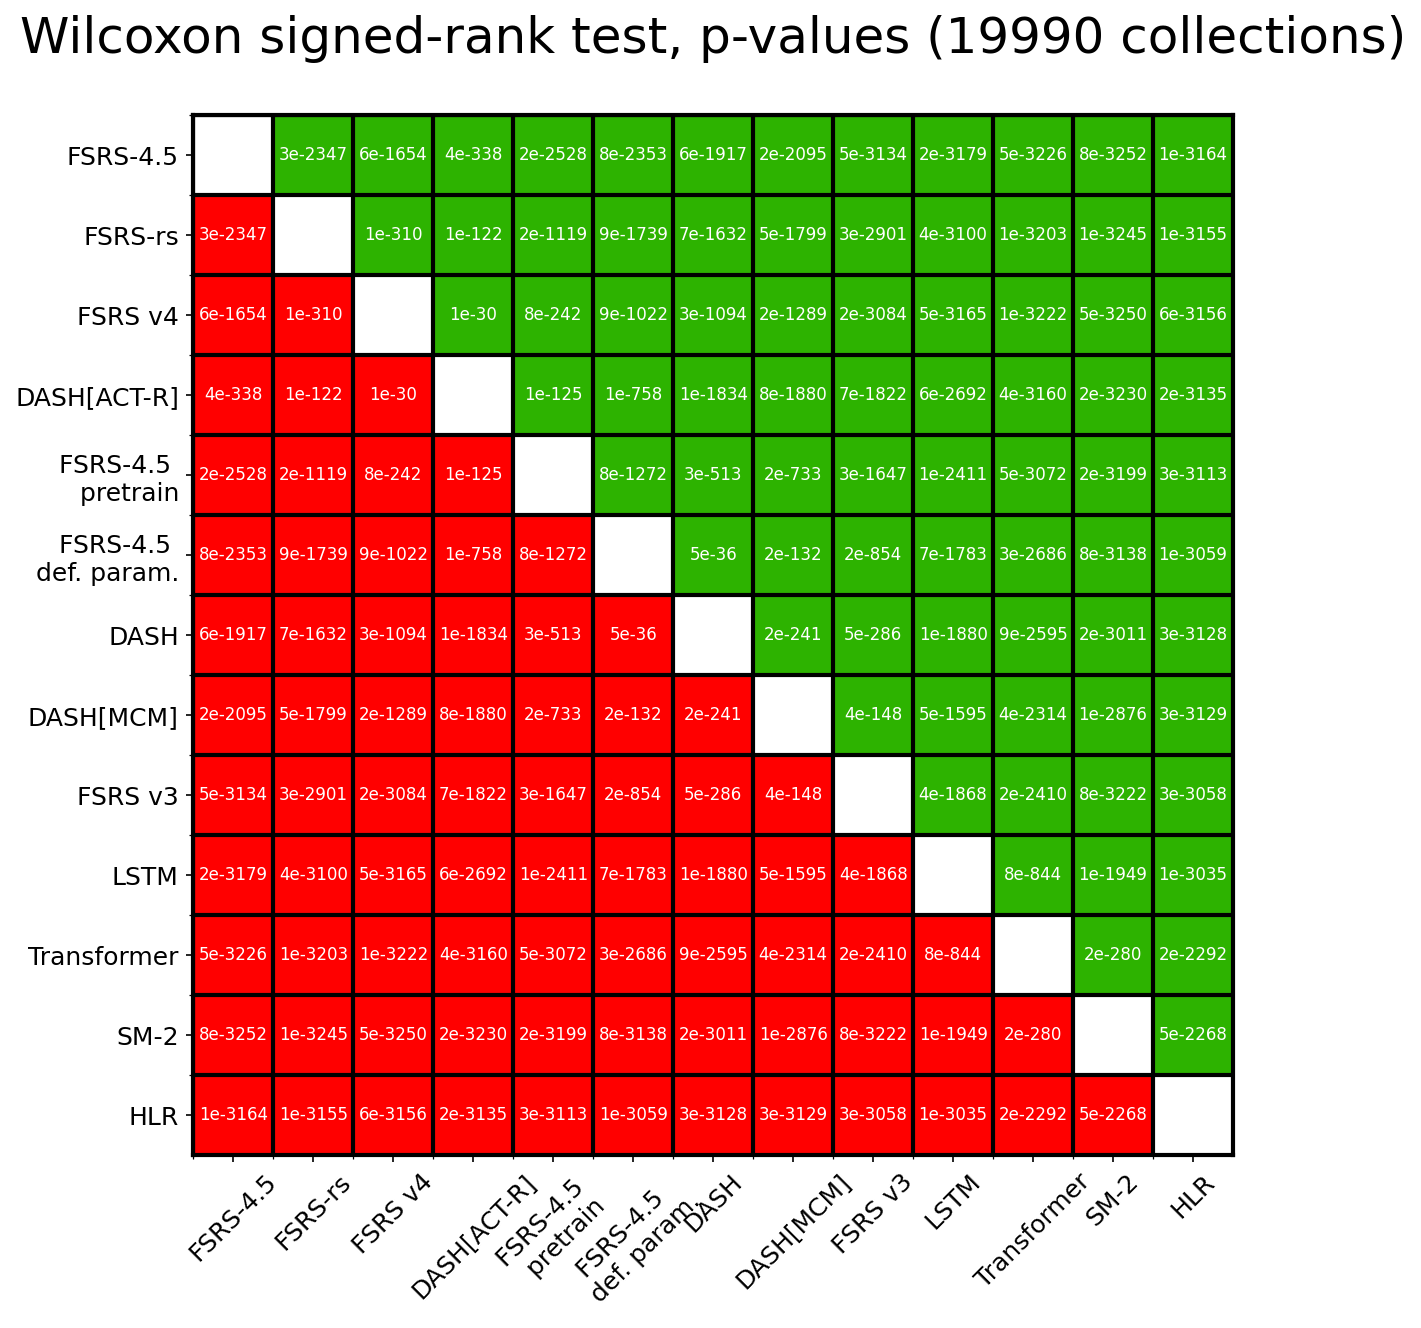 Wilcoxon signed-rank test, p-values (19990 collections)
FSRS-4.5 3e-2347 6e-1654 4e-338 2e-2528 8e-2353 6e-1917 2e-2095 5e-3134 2e-3179 5e-3226 8e-3252 1e-3164
FSRS-rs 3e-2347 1e-310 1e-122 2e-1119 9e-1739 7e-1632 5e-1799 3e-2901 4e-3100 1e-3203 1e-3245 1e-3155
FSRS v4 6e-1654 1e-310 1e-30 8e-242 9e-1022 3e-1094 2e-1289 2e-3084 5e-3165 1e-3222 5e-3250 6e-3156
DASH[ACT-R] 4e-338 1e-122 1e-30 1e-125 1e-758 1e-1834 8e-1880 7e-1822 6e-2692 4e-3160 2e-3230 2e-3135
FSRS-4.5
pretrain 2e-2528 2e-1119 8e-242 1e-125 8e-1272 3e-513 2e-733 3e-1647 1e-2411 5e-3072 2e-3199 3e-3113
FSRS-4.5
def. param. 8e-2353 9e-1739 9e-1022 1e-758 8e-1272 5e-36 2e-132 2e-854 7e-1783 3e-2686 8e-3138 1e-3059
DASH 6e-1917 7e-1632 3e-1094 1e-1834 3e-513 5e-36 2e-241 5e-286 1e-1880 9e-2595 2e-3011 3e-3128
DASH[MCM] 2e-2095 5e-1799 2e-1289 8e-1880 2e-733 2e-132 2e-241 4e-148 5e-1595 4e-2314 1e-2876 3e-3129
FSRS v3 5e-3134 3e-2901 2e-3084 7e-1822 3e-1647 2e-854 5e-286 4e-148 4e-1868 2e-2410 8e-3222 3e-3058
LSTM 2e-3179 4e-3100 5e-3165 6e-2692 1e-2411 7e-1783 1e-1880 5e-1595 4e-1868 8e-844 1e-1949 1e-3035
Transformer 5e-3226 1e-3203 1e-3222 4e-3160 5e-3072 3e-2686 9e-2595 4e-2314 2e-2410 8e-844 2e-280 2e-2292
SM-2 8e-3252 1e-3245 5e-3250 2e-3230 2e-3199 8e-3138 2e-3011 1e-2876 8e-3222 1e-1949 2e-280 5e-2268
HLR 1e-3164 1e-3155 6e-3156 2e-3135 3e-3113 1e-3059 3e-3128 3e-3129 3e-3058 1e-3035 2e-2292 5e-2268
FSRS-4.5
FSRS-rs
FSRS v4
DASH[ACT-R]
FSRS-4.5
pretrain
FSRS-4.5
def. param.
DASH
DASH[MCM]
FSRS v3
LSTM
Transformer
SM-2
HLR